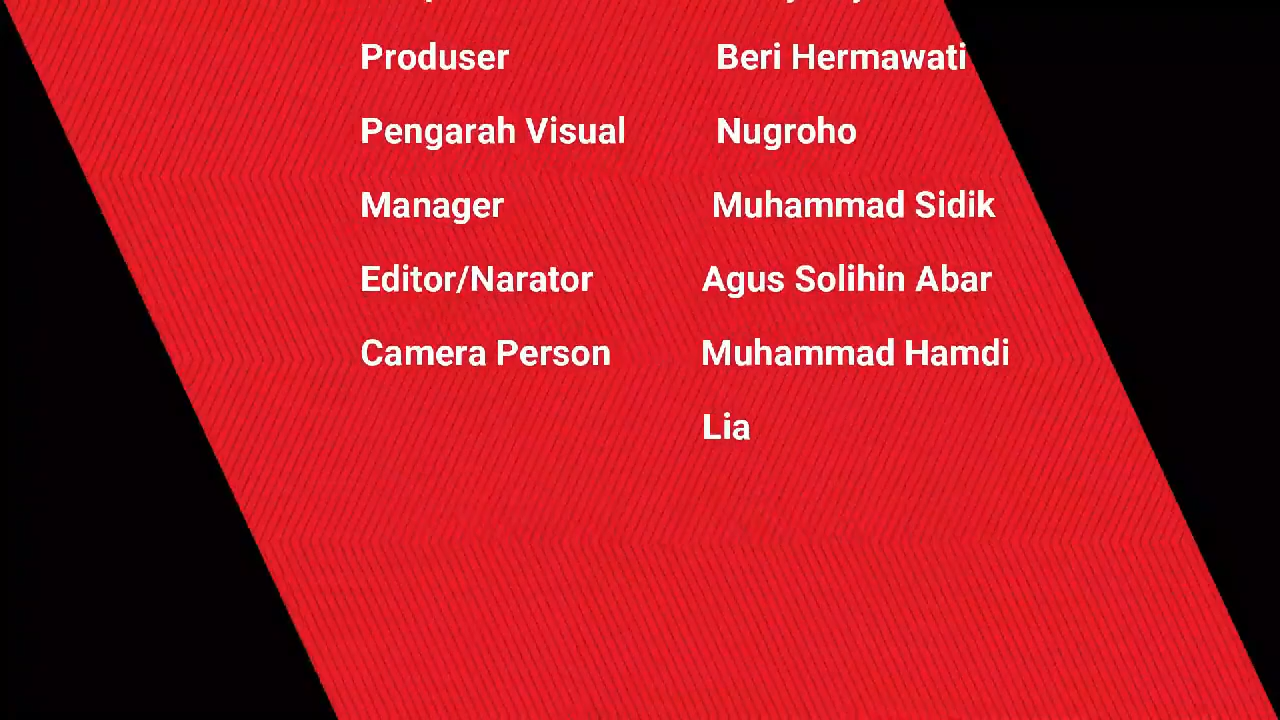 Produser Beri Hermawati
Pengarah Visual Nugroho
Manager Muhammad Sidik
Editor/Narator Agus Solihin Abar
Camera Person Muhammad Hamdi
Lia